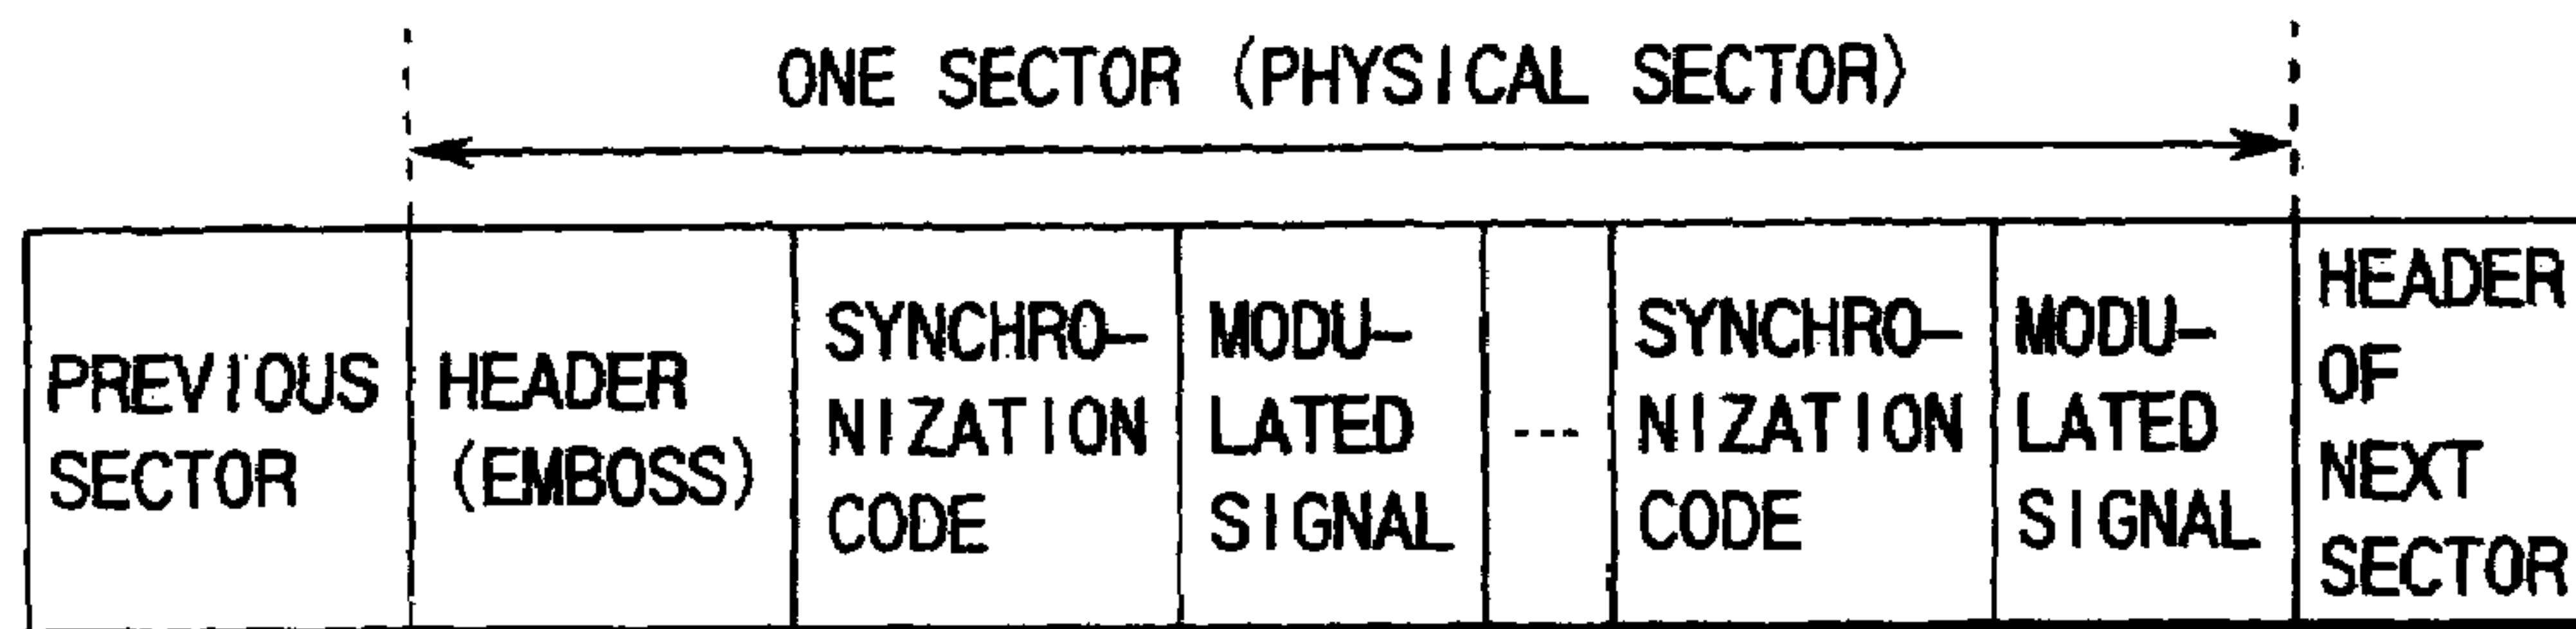 ONE SECTOR (PHYSICAL SECTOR)
PREVIOUS
SECTOR
HEADER
(EMBOSS)
SYNCHRO-
NIZATION
CODE
MODU-
LATED
SIGNAL
---
SYNCHRO-
NIZATION
CODE
MODU-
LATED
SIGNAL
HEADER
OF
NEXT
SECTOR